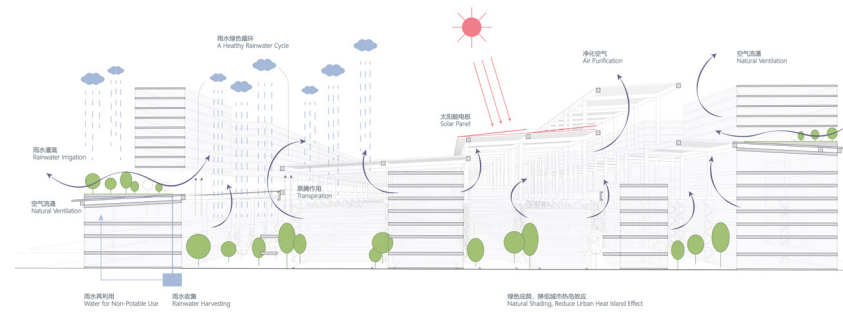 雨水绿色循环
A Healthy Rainwater Cycle
净化空气
Air Purification
空气流通
Natural Ventilation
太阳能电板
Solar Panel
雨水灌溉
Rainwater Irrigation
蒸腾作用
Transpiration
空气流通
Natural Ventilation
雨水再利用
Water for Non-Potable Use
雨水收集
Rainwater Harvesting
绿色庇荫、降低城市热岛效应
Natural Shading, Reduce Urban Heat Island Effect